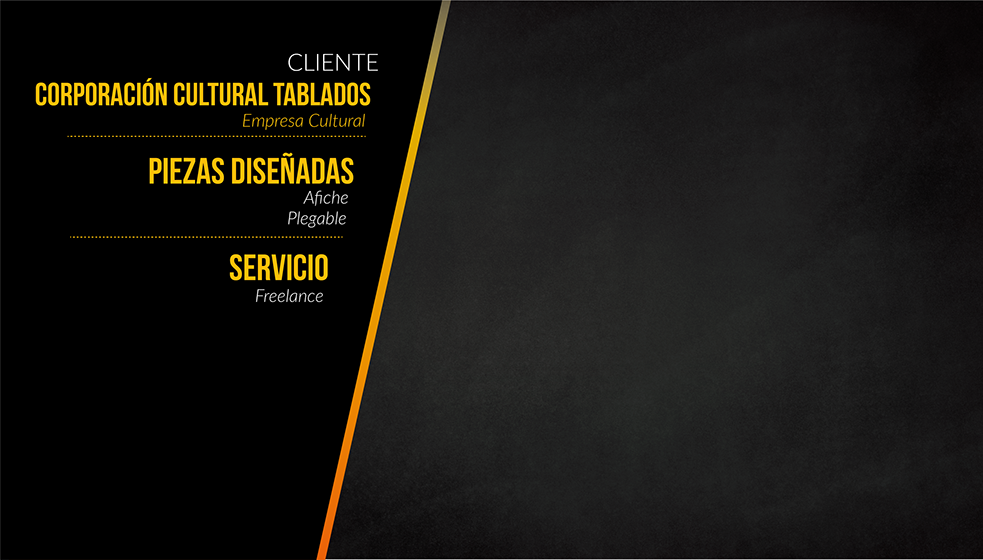 CLIENTE
CORPORACIÓN CULTURAL TABLADOS
Empresa Cultural
PIEZAS DISEÑADAS
Afiche
Plegable
SERVICIO
Freelance